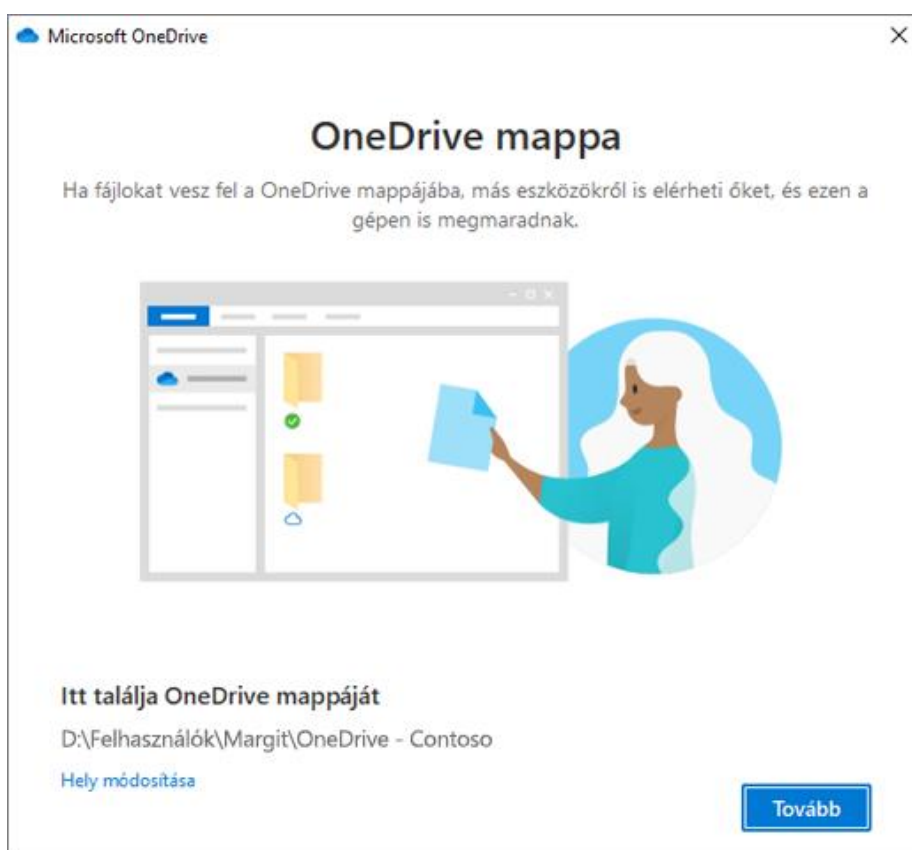 Microsoft OneDrive
OneDrive mappa
Ha fájlokat vesz fel a OneDrive mappájába, más eszközökről is elérheti őket, és ezen a
gépen is megmaradnak.
Itt találja OneDrive mappáját
D:\Felhasználók\Margit\OneDrive - Contoso
Hely módosítása
Tovább